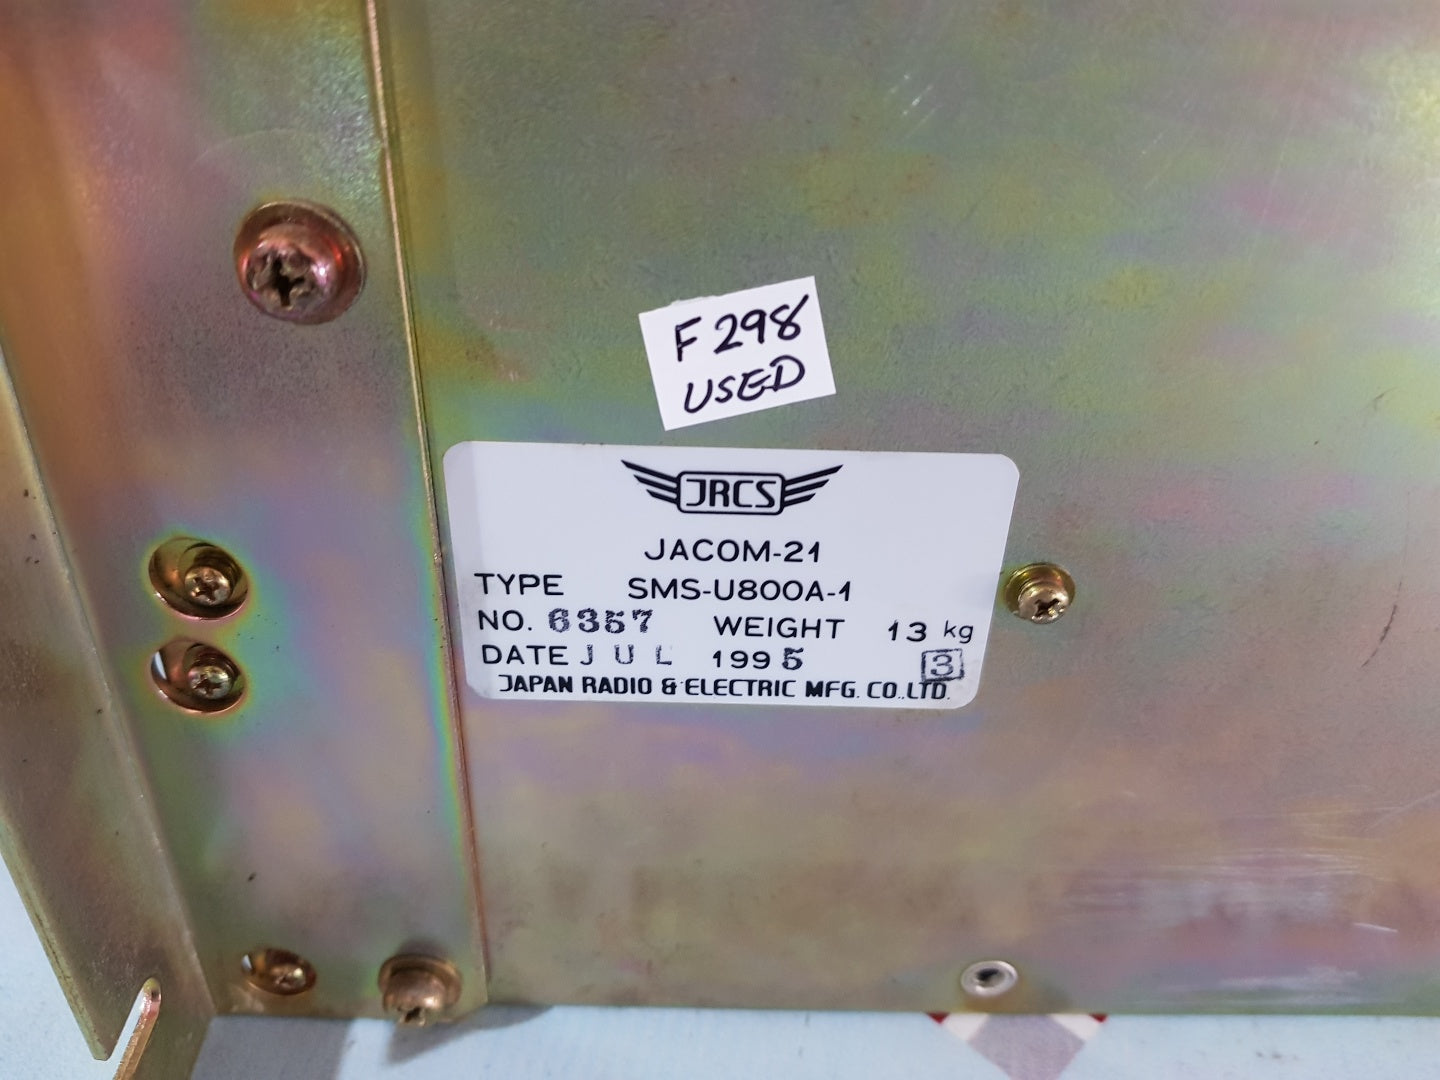 F 298
USED
JRCS
JACOM-21
TYPE SMS-U800A-1
NO. 6357 WEIGHT 13 kg
DATE JUL 1995 3
JAPAN RADIO & ELECTRIC MFG. CO.,LTD.